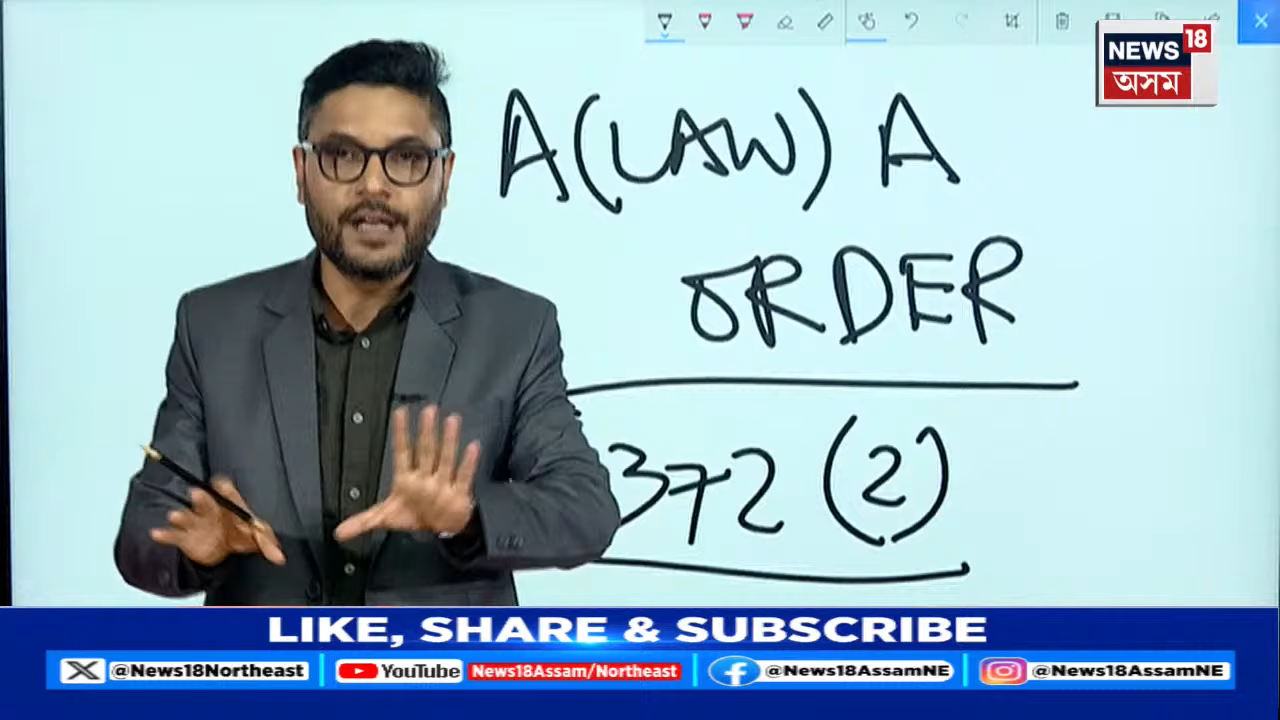 NEWS 18
অসম
A (LAW) A
ORDER
372 (2)
LIKE, SHARE & SUBSCRIBE
@News18Northeast YouTube News18Assam/Northeast @News18AssamNE @News18AssamNE